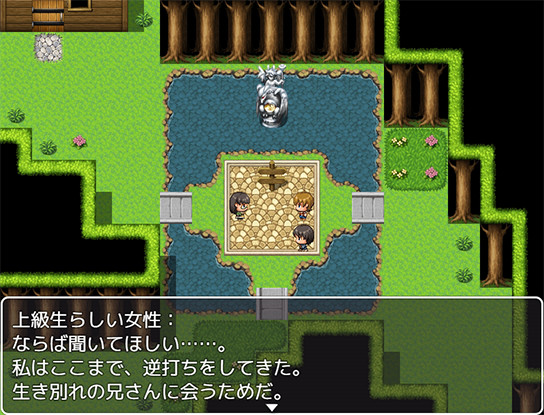 上級生らしい女性：
ならば聞いてほしい……。
私はここまで、逆打ちをしてきた。
生き別れの兄さんに会うためだ。